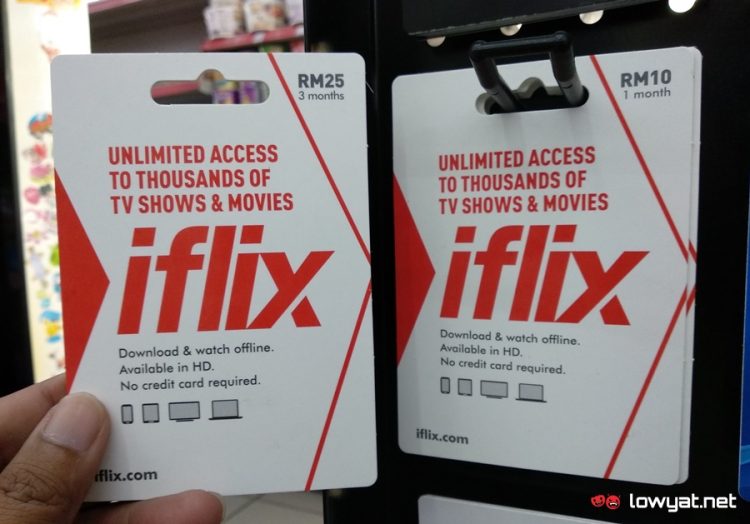 RM25
3 months
UNLIMITED ACCESS
TO THOUSANDS OF
TV SHOWS & MOVIES
iflix
Download & watch offline.
Available in HD.
No credit card required.
iflix.com
RM10
1 month
UNLIMITED ACCESS
TO THOUSANDS OF
TV SHOWS & MOVIES
iflix
Download & watch offline.
Available in HD.
No credit card required.
iflix.com
lowyat.net